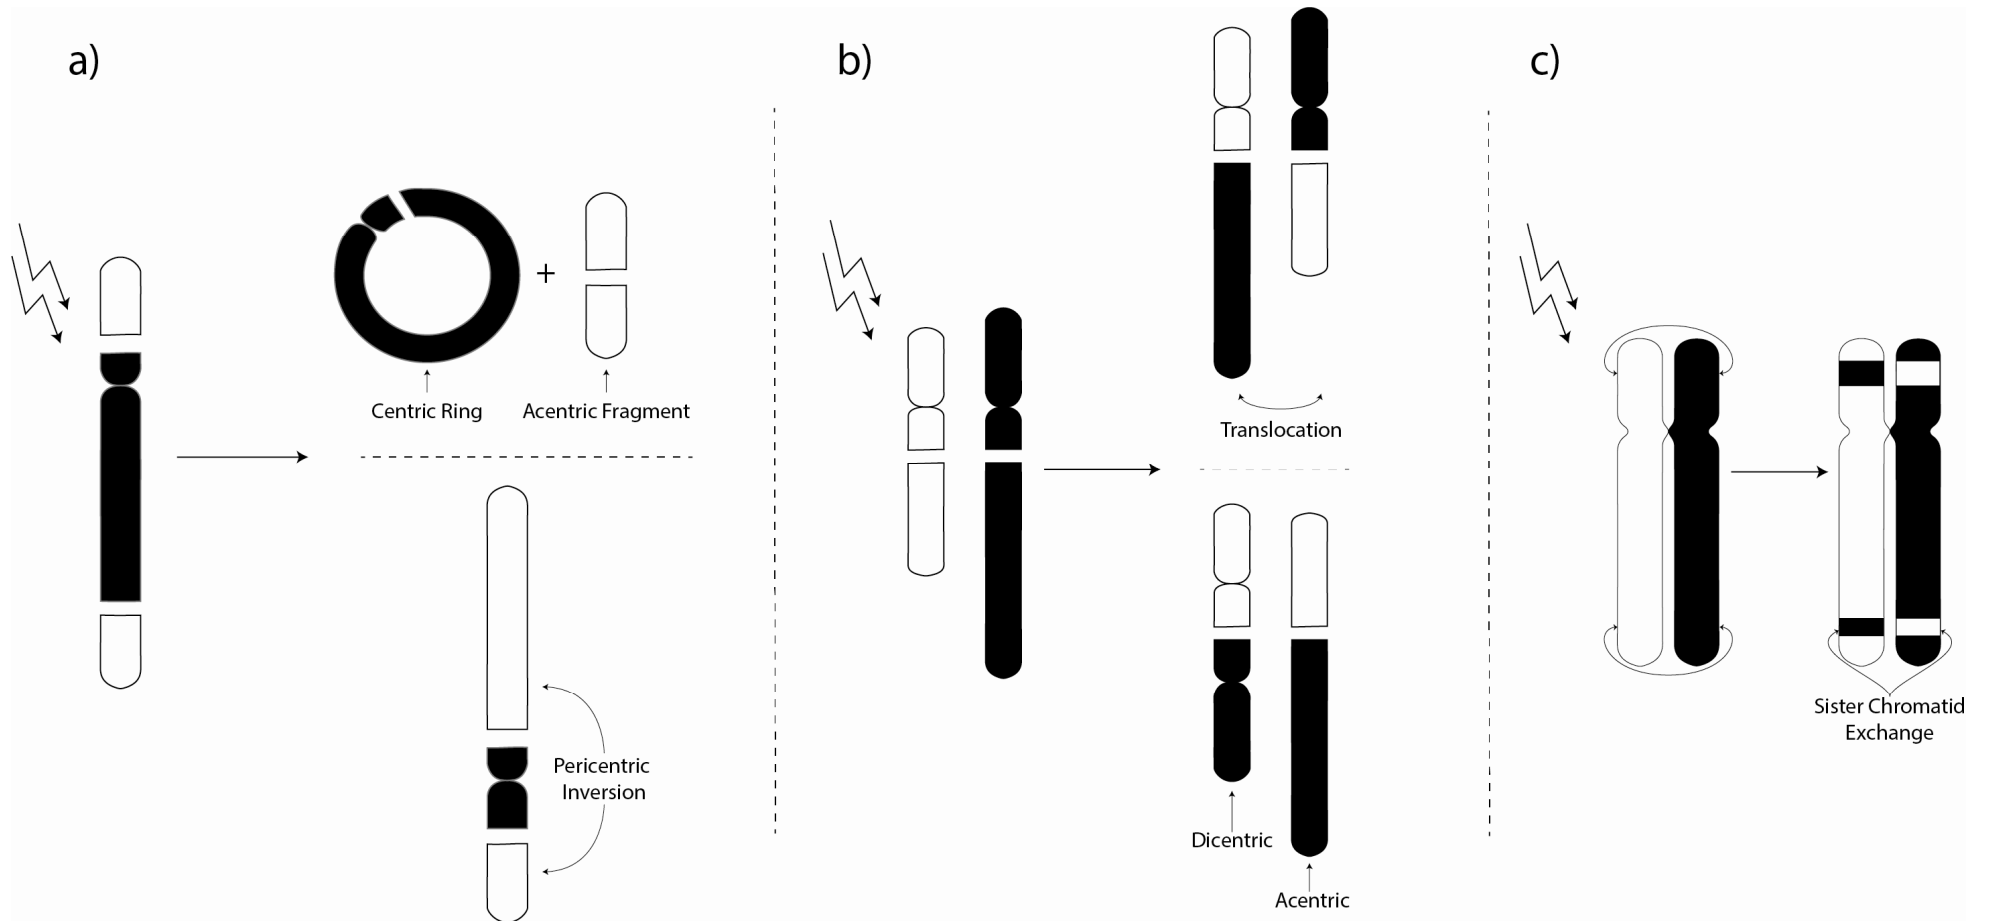 a)
+
Centric Ring
Acentric Fragment
Pericentric
Inversion
b)
Translocation
Dicentric
Acentric
c)
Sister Chromatid
Exchange